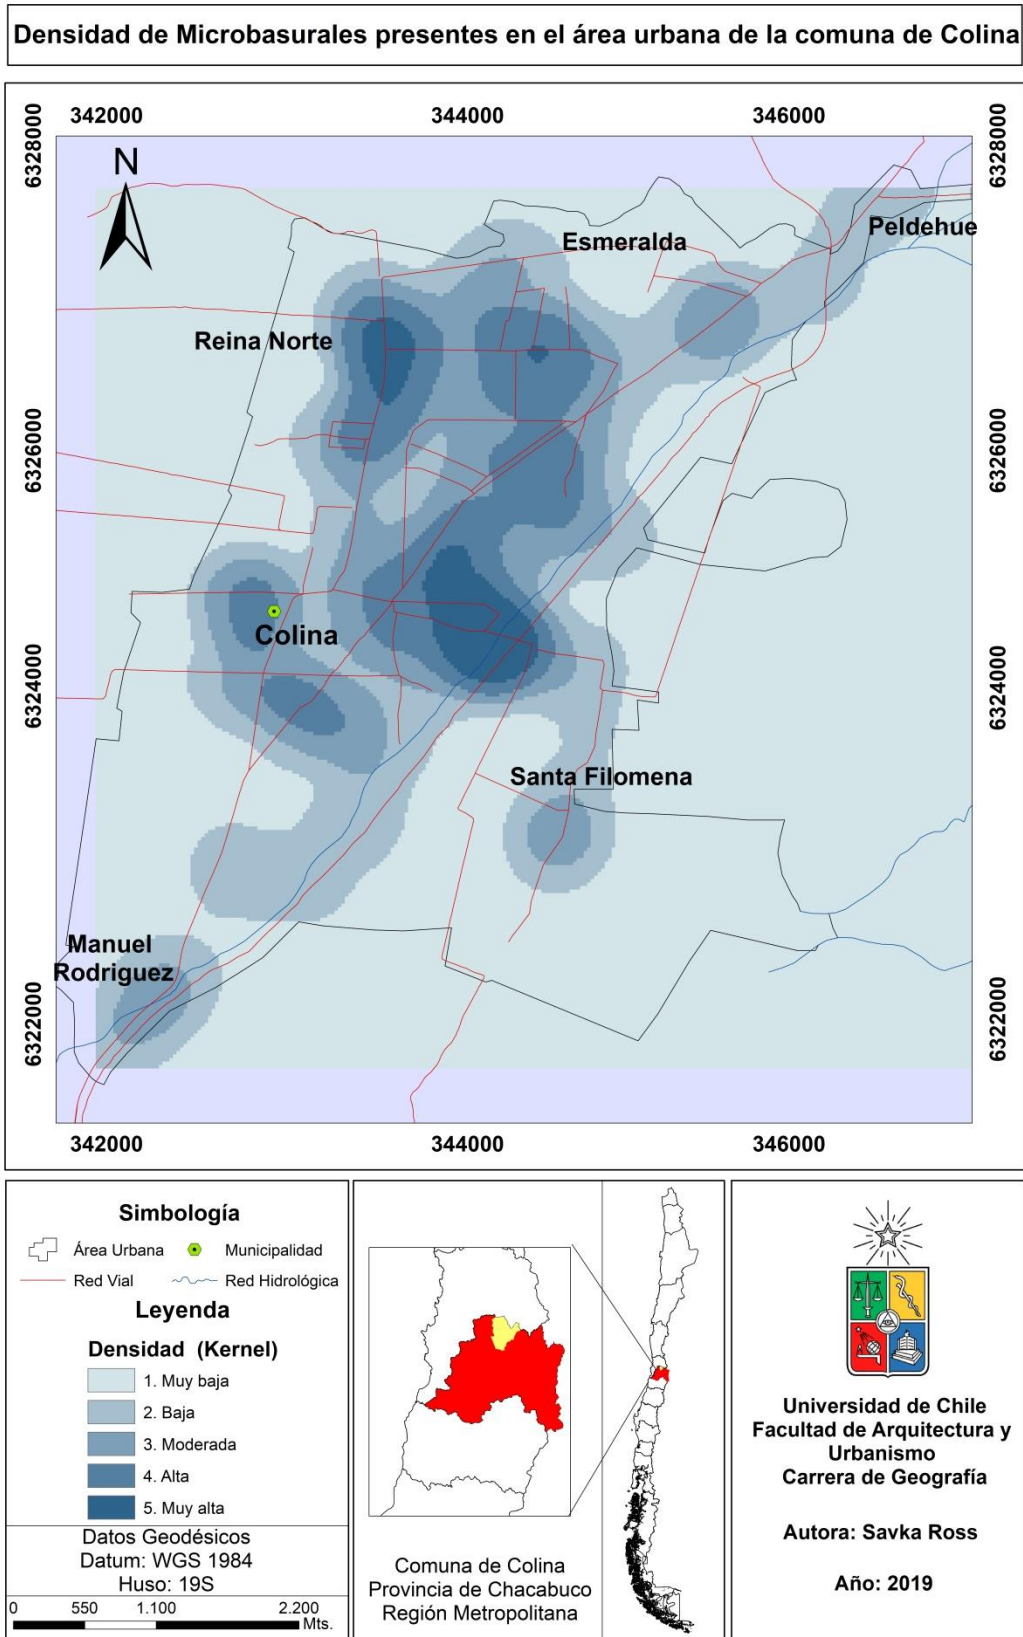 Densidad de Microbasurales presentes en el área urbana de la comuna de Colina
342000 344000 346000
6328000 6328000
N
Esmeralda
Peldehue
Reina Norte
6326000 6326000
Colina
6324000 6324000
Santa Filomena
Manuel
Rodriguez
6322000 6322000
342000 344000 346000
Simbología
Área Urbana Municipalidad
Red Vial Red Hidrológica
Leyenda
Densidad (Kernel)
1. Muy baja
2. Baja
3. Moderada
4. Alta
5. Muy alta
Datos Geodésicos
Datum: WGS 1984
Huso: 19S
0 550 1.100 2.200
Mts.
Comuna de Colina
Provincia de Chacabuco
Región Metropolitana
Universidad de Chile
Facultad de Arquitectura y
Urbanismo
Carrera de Geografía
Autora: Savka Ross
Año: 2019